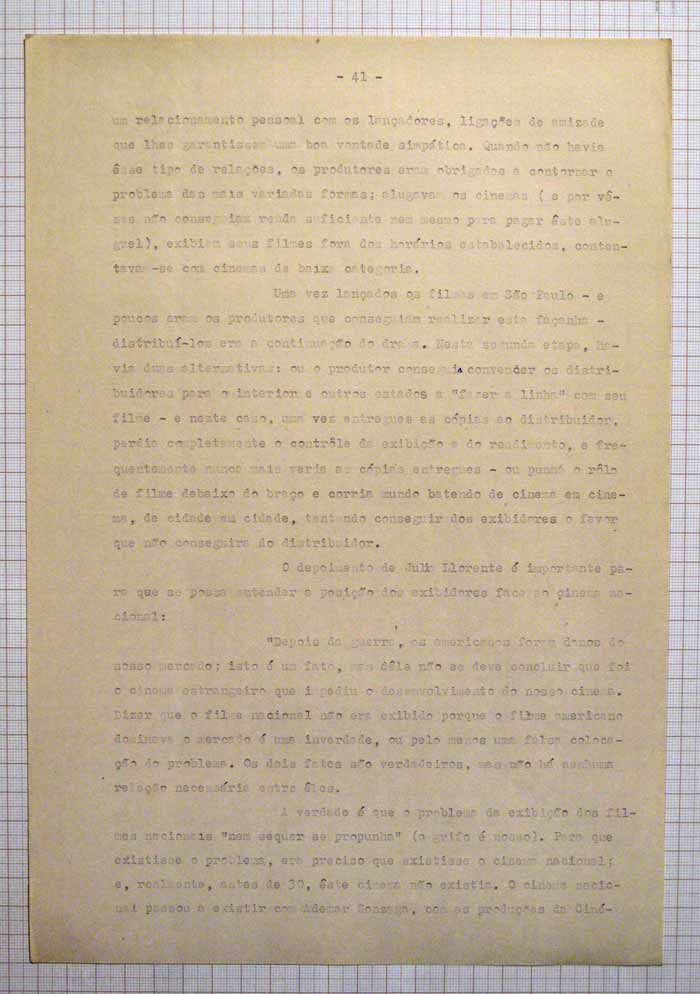 - 41 -
um relacionamento pessoal com os lançadores, ligações de amizade
que lhes garantissem uma boa vontade simpática. Quando não havia
êsse tipo de relações, os produtores eram obrigados a contornar o
problema das mais variadas formas; alugavam os cinemas ( e por vê-
zes não conseguiam renda suficiente nem mesmo para pagar êste alu-
guel), exibiam seus filmes fora dos horários estabelecidos, conten-
tavam-se com cinemas de baixa categoria.
Uma vez lançados os filmes em São Paulo - e
poucos eram os produtores que conseguiam realizar esta façanha -
distribuí-los era a continuação do drama. Nesta segunda etapa, ha-
via duas alternativas: ou o produtor conseguia convencer os distri-
buidores para o interior e outros estados a "fazer a linha" com seu
filme - e neste caso, uma vez entregues as cópias ao distribuidor,
perdia completamente o contrôle da exibição e do rendimento, e fre-
quentemente nunca mais veria as cópias entregues - ou punha o rôlo
de filme debaixo do braço e corria mundo batendo de cinema em cine-
ma, de cidade em cidade, tentando conseguir dos exibidores o favor
que não conseguira do distribuidor.
O depoimento de Julio Llorente é importante pa-
ra que se possa entender a posição dos exibidores face ao cinema na-
cional:
"Depois da guerra, os americanos foram donos do
nosso mercado; isto é um fato, mas dêle não se deve concluir que foi
o cinema estrangeiro que impediu o desenvolvimento do nosso cinema.
Dizer que o filme nacional não era exibido porque o filme americano
dominava o mercado é uma inverdade, ou pelo menos uma falsa coloca-
ção do problema. Os dois fatos são verdadeiros, mas não há nenhuma
relação necessária entre êles.
A verdade é que o problema da exibição dos fil-
mes nacionais "nem sequer se propunha" (o grifo é nosso). Para que
existisse o problema, era preciso que existisse o cinema nacional;
e, realmente, antes de 30, êste cinema não existia. O cinema nacio-
nal passou a existir com Ademar Gonzaga, com as produções da Ciné-